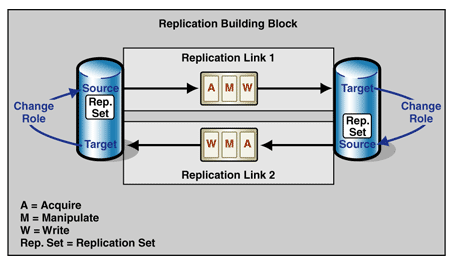 Replication Building Block
Replication Link 1
Source
A M W
Target
Rep.
Set
Change
Role
Change
Role
Rep.
Set
Target
W M A
Source
Replication Link 2
A = Acquire
M = Manipulate
W = Write
Rep. Set = Replication Set